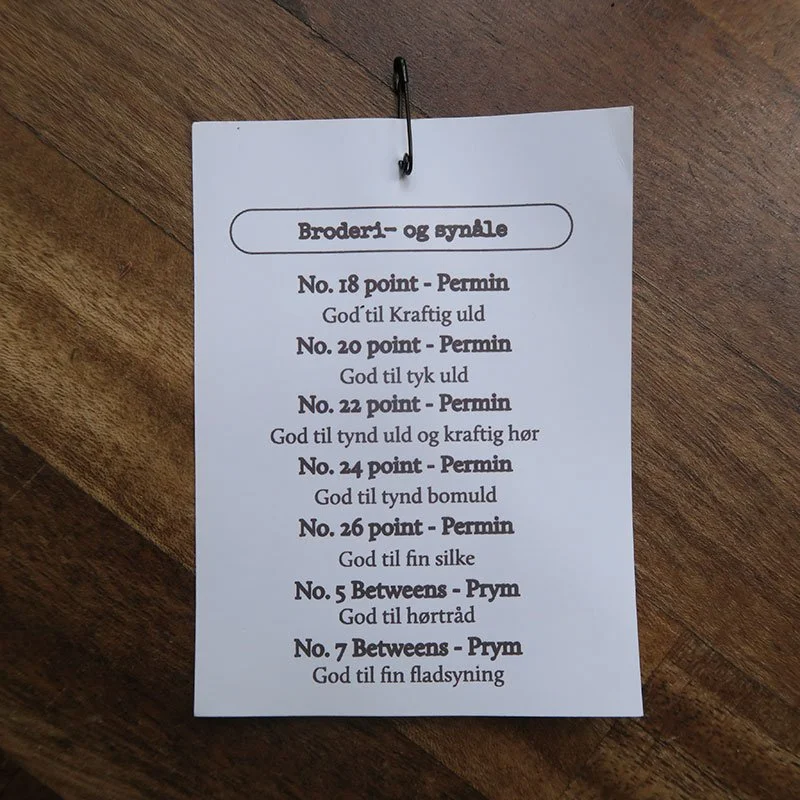 Broderi- og synåle
No. 18 point - Permin
God´til Kraftig uld
No. 20 point - Permin
God til tyk uld
No. 22 point - Permin
God til tynd uld og kraftig hør
No. 24 point - Permin
God til tynd bomuld
No. 26 point - Permin
God til fin silke
No. 5 Betweens - Prym
God til hørtråd
No. 7 Betweens - Prym
God til fin fladsyning